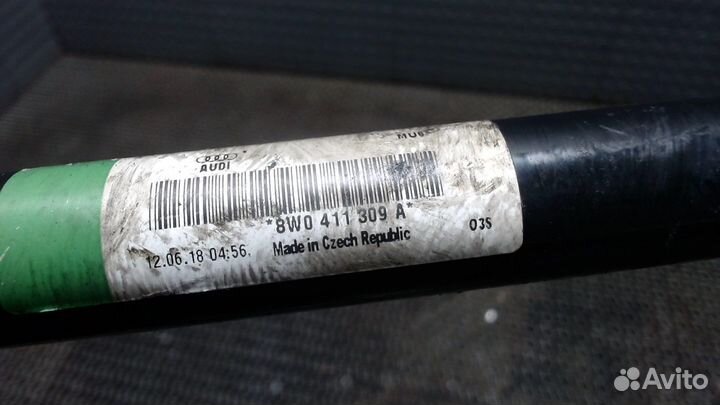 AUDI
*8W0 411 309 A*
12.06.18 04:56.
Made in Czech Republic
03S
Avito